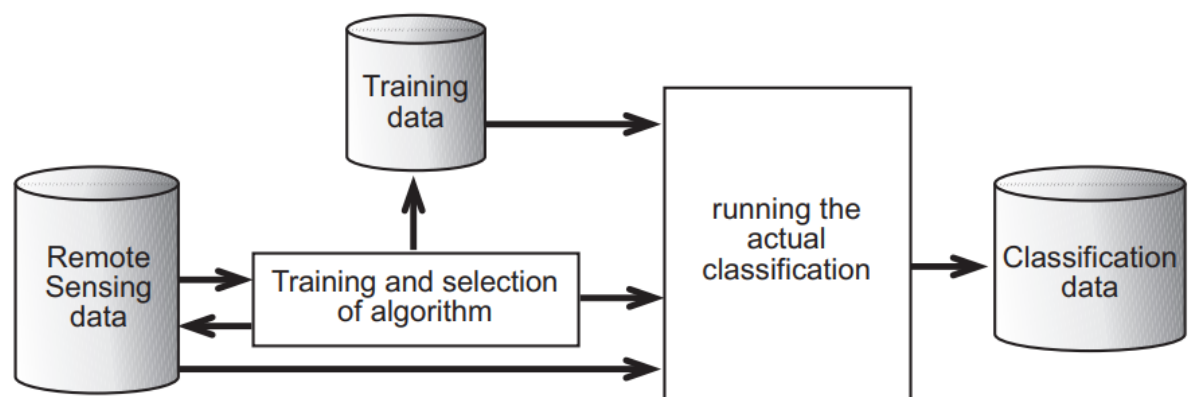 Training
data
Remote
Sensing
data
Training and selection
of algorithm
running the
actual
classification
Classification
data